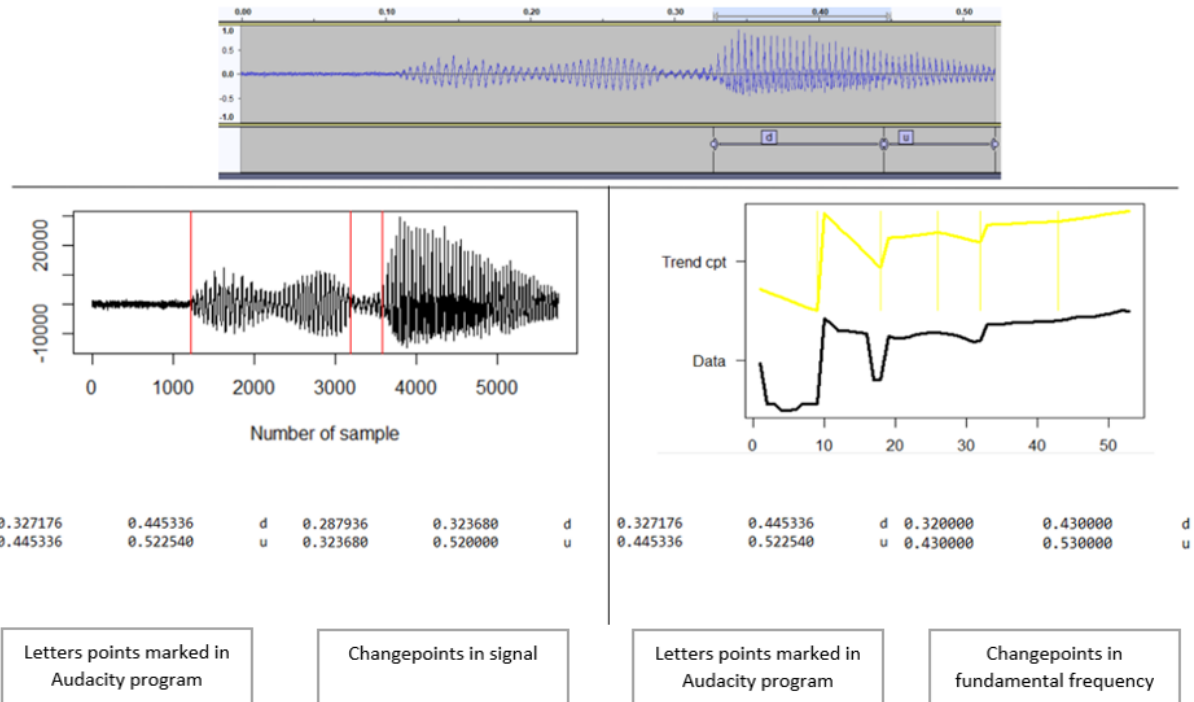 0.00 0.10 0.20 0.30 0.40 0.50
1.0
0.5
0.0
-0.5
-1.0
d u
20000
-10000
0 1000 2000 3000 4000 5000
Number of sample
Trend cpt
Data
0 10 20 30 40 50
0.327176 0.445336 d 0.287936 0.323680 d
0.445336 0.522540 u 0.323680 0.520000 u
0.327176 0.445336 d 0.320000 0.430000 d
0.445336 0.522540 u 0.430000 0.530000 u
Letters points marked in
Audacity program
Changepoints in signal
Letters points marked in
Audacity program
Changepoints in
fundamental frequency